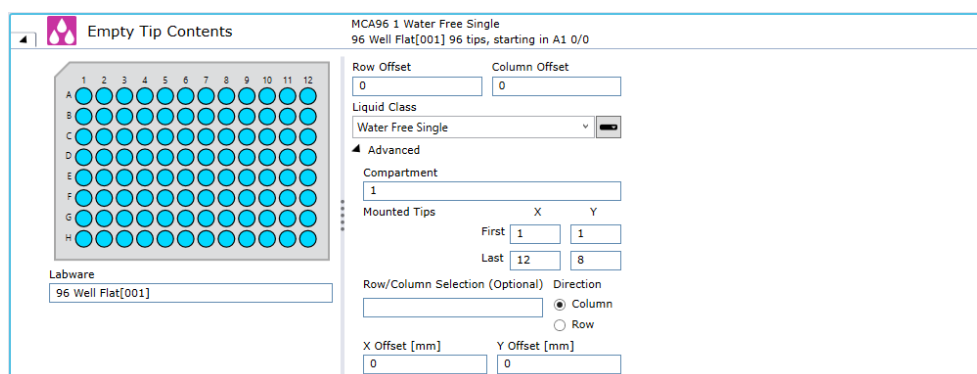 Empty Tip Contents
MCA96 1 Water Free Single
96 Well Flat[001] 96 tips, starting in A1 0/0
1 2 3 4 5 6 7 8 9 10 11 12
A
B
C
D
E
F
G
H
Labware
96 Well Flat[001]
Row Offset Column Offset
0 0
Liquid Class
Water Free Single
Advanced
Compartment
1
Mounted Tips X Y
First 1 1
Last 12 8
Row/Column Selection (Optional) Direction
Column
Row
X Offset [mm] Y Offset [mm]
0 0